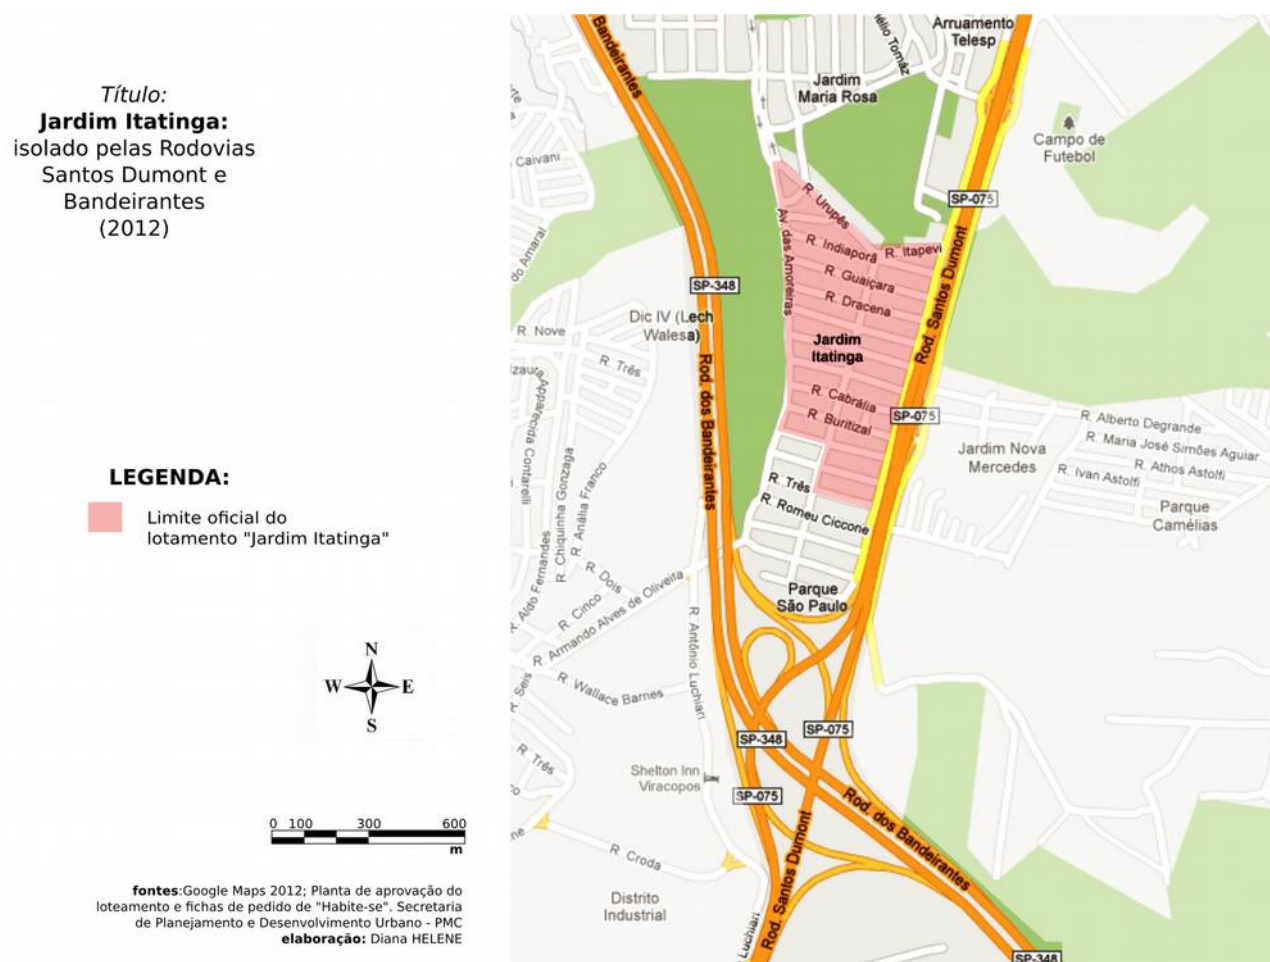 Título:
Jardim Itatinga:
isolado pelas Rodovias
Santos Dumont e
Bandeirantes
(2012)
LEGENDA:
Limite oficial do
lotamento "Jardim Itatinga"
N
W E
S
0 100 300 600
m
fontes:Google Maps 2012; Planta de aprovação do
loteamento e fichas de pedido de "Habite-se". Secretaria
de Planejamento e Desenvolvimento Urbano - PMC
elaboração: Diana HELENE
Bandeirantes
Arruamento
Telesp
Tomáz
Jardim
Maria Rosa
Campo de
Futebol
Caivani
do Amaral
SP-075
R. Urupês
Av. das Amoreiras
R. Indiaporã
R. Itapevi
R. Guaiçara
R. Dracena
Rod. Santos Dumont
SP-348
Dic IV (Lech
Walesa)
R. Nove
R. Três
Jardim
Itatinga
Rod. dos Bandeirantes
R. Cabrália
R. Buritizal
SP-075
Aparecida Contarelli
R. Chiquinha Gonzaga
R. Anália Franco
R. Alberto Degrande
R. Maria José Simões Aguiar
R. Athos Astolfi
R. Ivan Astolfi
Jardim Nova
Mercedes
Parque
Camélias
R. Três
R. Romeu Ciccone
R. Aldo Fernandes
R. Dois
R. Cinco
R. Armando Alves de Oliveira
Parque
São Paulo
R. Antônio Luchiari
R. Seis
R. Wallace Barnes
R. Três
SP-348
SP-075
Shelton Inn
Viracopos
SP-075
Rod. dos Bandeirantes
Rod. Santos Dumont
R. Croda
Distrito
Industrial
Luchiari
SP-348